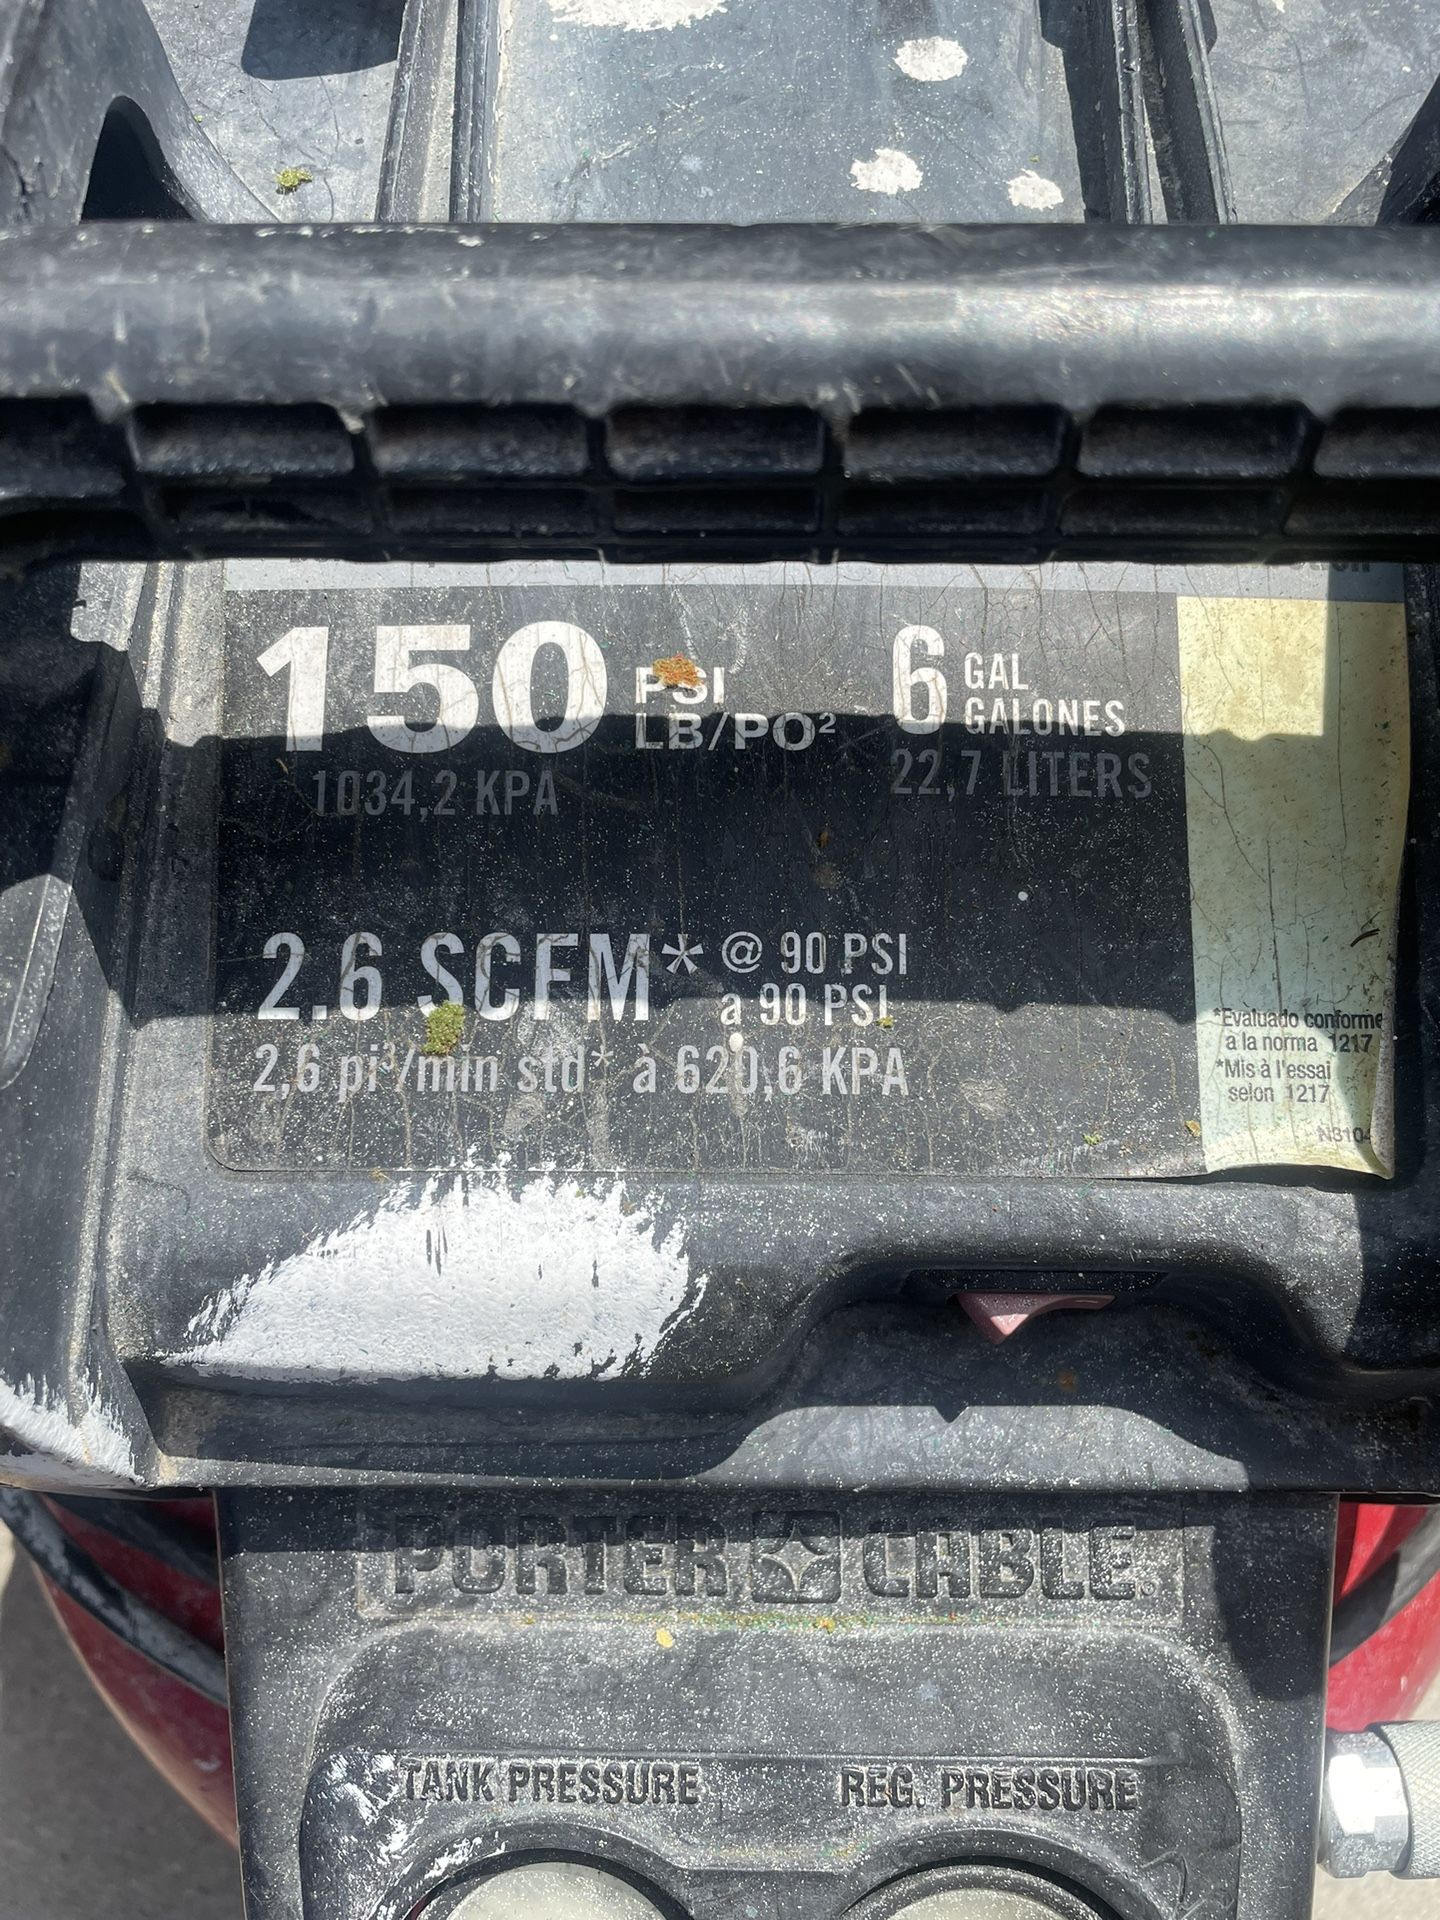 150 PSI
LB/PO²
1034,2 KPA
6 GAL
GALONES
22,7 LITERS
2.6 SCFM* @ 90 PSI
a 90 PSI
2,6 pi³/min std* à 620,6 KPA
*Evaluado conforme
a la norma 1217
*Mis à l'essai
selon 1217
N3104
PORTER CABLE®
TANK PRESSURE
REG. PRESSURE